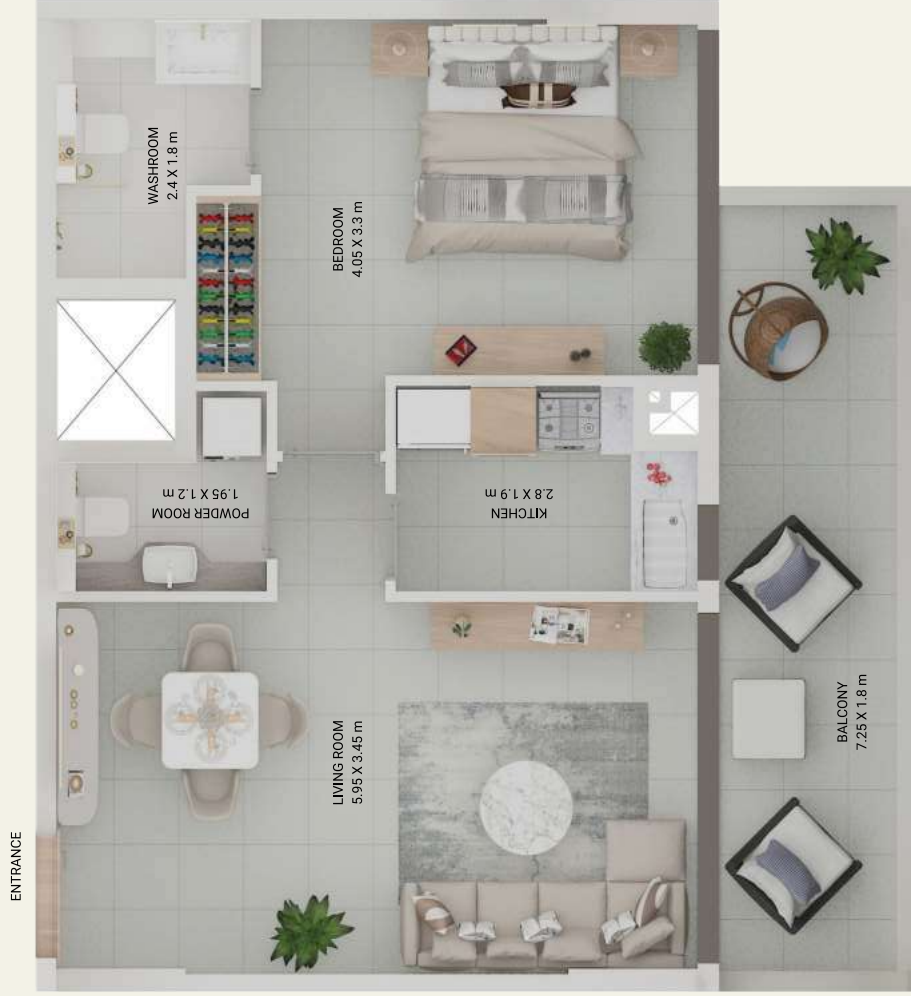 WASHROOM
2.4 X 1.8 m
BEDROOM
4.05 X 3.3 m
POWDER ROOM
1.95 X 1.2 m
KITCHEN
2.8 X 1.9 m
LIVING ROOM
5.95 X 3.45 m
BALCONY
7.25 X 1.8 m
ENTRANCE